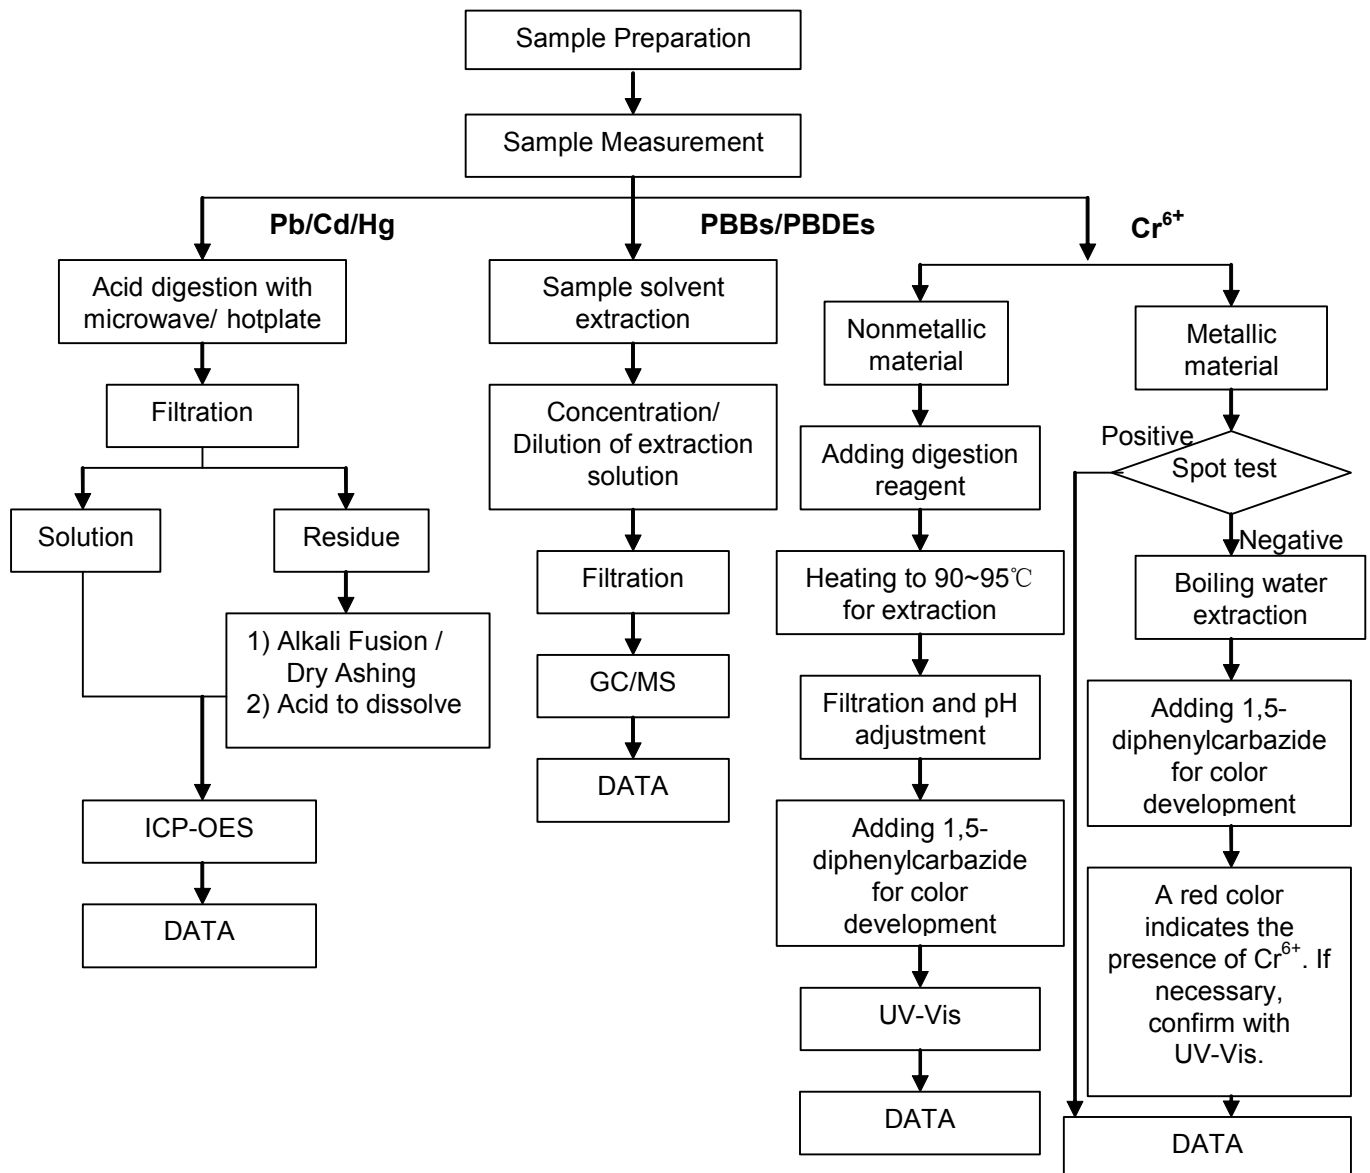 Sample Preparation
Sample Measurement
Pb/Cd/Hg
PBBs/PBDEs
Cr⁶⁺
Acid digestion with
microwave/ hotplate
Filtration
Solution
Residue
1) Alkali Fusion /
Dry Ashing
2) Acid to dissolve
ICP-OES
DATA
Sample solvent
extraction
Concentration/
Dilution of extraction
solution
Filtration
GC/MS
DATA
Nonmetallic
material
Adding digestion
reagent
Heating to 90~95℃
for extraction
Filtration and pH
adjustment
Adding 1,5-
diphenylcarbazide
for color
development
UV-Vis
DATA
Metallic
material
Positive
Spot test
Negative
Boiling water
extraction
Adding 1,5-
diphenylcarbazide
for color
development
A red color
indicates the
presence of Cr⁶⁺. If
necessary,
confirm with
UV-Vis.
DATA